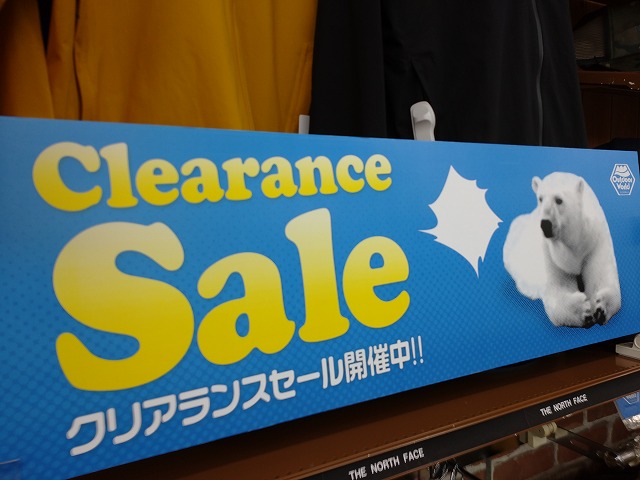 Clearance
Sale
クリアランスセール開催中!!
Outdoor
World
THE NORTH FACE
THE NORTH FACE